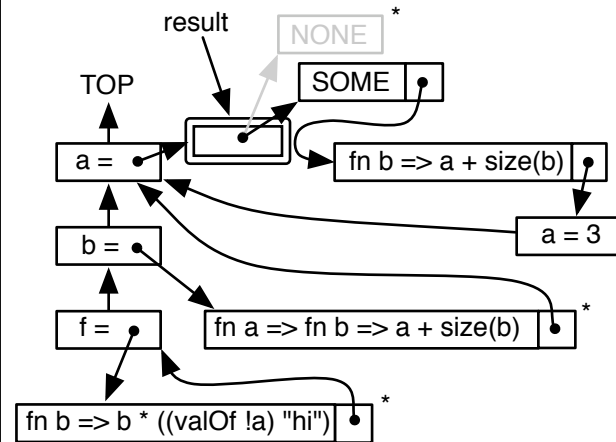 result
NONE *
SOME
TOP
a =
fn b => a + size(b)
a = 3
b =
f =
fn a => fn b => a + size(b) *
fn b => b * ((valOf !a) "hi") *